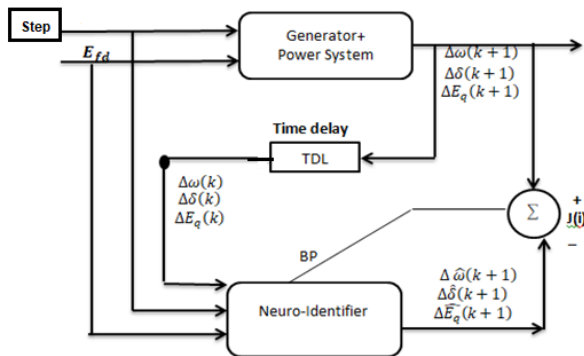 Step
E_fd
Generator+
Power System
Δω(k+1)
Δδ(k+1)
ΔE_q(k+1)
Time delay
TDL
Δω(k)
Δδ(k)
ΔE_q(k)
Σ
+
J(i)
−
BP
Δ ω̂(k+1)
Δδ̂(k+1)
ΔÊ_q(k+1)
Neuro-Identifier